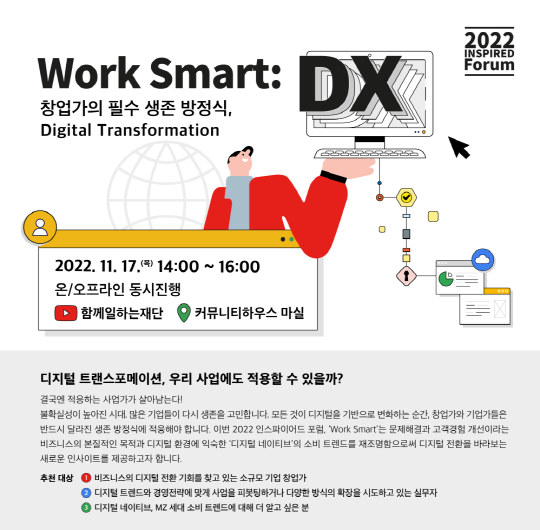 2022
INSPIRED
Forum
Work Smart: DX
창업가의 필수 생존 방정식,
Digital Transformation
2022. 11. 17.(목) 14:00 ~ 16:00
온/오프라인 동시진행
함께일하는재단 커뮤니티하우스 마실
디지털 트랜스포메이션, 우리 사업에도 적용할 수 있을까?
결국엔 적응하는 사업가가 살아남는다!
불확실성이 높아진 시대, 많은 기업들이 다시 생존을 고민합니다. 모든 것이 디지털을 기반으로 변화하는 순간, 창업가와 기업가들은
반드시 달라진 생존 방정식에 적응해야 합니다. 이번 2022 인스파이어드 포럼, 'Work Smart'는 문제해결과 고객경험 개선이라는
비즈니스의 본질적인 목적과 디지털 환경에 익숙한 '디지털 네이티브'의 소비 트렌드를 재조명함으로써 디지털 전환을 바라보는
새로운 인사이트를 제공하고자 합니다.
추천 대상 1 비즈니스의 디지털 전환 기회를 찾고 있는 소규모 기업 창업가
2 디지털 트렌드와 경영전략에 맞게 사업을 피봇팅하거나 다양한 방식의 확장을 시도하고 있는 실무자
3 디지털 네이티브, MZ 세대 소비 트렌드에 대해 더 알고 싶은 분